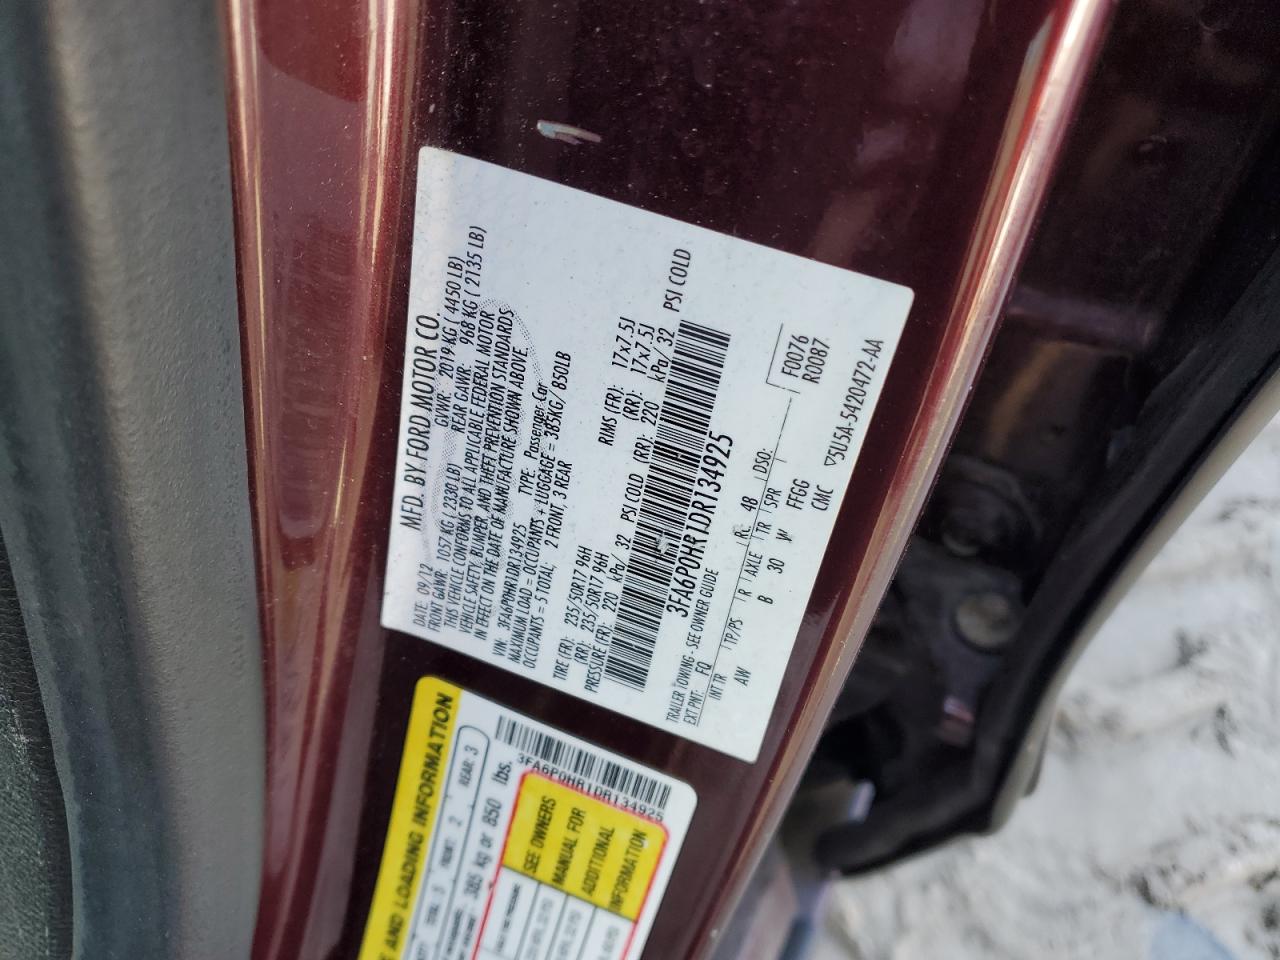 MFD. BY FORD MOTOR CO.
DATE: 09/12 GVWR: 2019 KG ( 4450 LB)
FRONT GAWR: 1057 KG ( 2330 LB) REAR GAWR: 968 KG ( 2135 LB)
THIS VEHICLE CONFORMS TO ALL APPLICABLE FEDERAL MOTOR
VEHICLE SAFETY, BUMPER, AND THEFT PREVENTION STANDARDS
IN EFFECT ON THE DATE OF MANUFACTURE SHOWN ABOVE.
VIN: 3FA6P0HR1DR134925 TYPE: Passenger Car
MAXIMUM LOAD = OCCUPANTS + LUGGAGE = 385KG/ 850LB
OCCUPANTS = 5 TOTAL; 2 FRONT, 3 REAR
TIRE (FR): 235/50R17 96H RIMS (FR): 17x7.5J
(RR): 235/50R17 96H (RR): 17x7.5J
PRESSURE (FR): 220 kPa/ 32 PSI COLD (RR): 220 kPa/ 32 PSI COLD
3FA6P0HR1DR134925
TRAILER TOWING - SEE OWNER GUIDE
EXT PNT: FQ RC: 48 DSO: F0076
R0087
INT TR TP/PS R AXLE TR SPR
AW B 30 W FFGG
CMC
▽5U5A-5420472-AA
AND LOADING INFORMATION
TOTAL 5 FRONT: 2 REAR: 3
385 kg or 850 lbs.
3FA6P0HR1DR134925
SEE OWNERS
MANUAL FOR
ADDITIONAL
INFORMATION